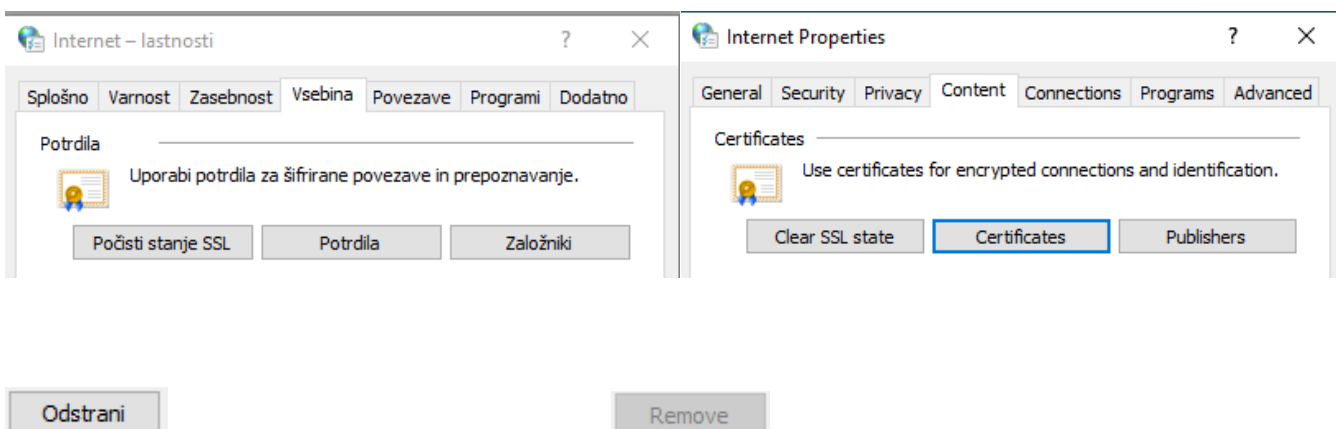 Internet – lastnosti
Splošno Varnost Zasebnost Vsebina Povezave Programi Dodatno
Potrdila
Uporabi potrdila za šifrirane povezave in prepoznavanje.
Počisti stanje SSL Potrdila Založniki
Internet Properties
General Security Privacy Content Connections Programs Advanced
Certificates
Use certificates for encrypted connections and identification.
Clear SSL state Certificates Publishers
Odstrani
Remove